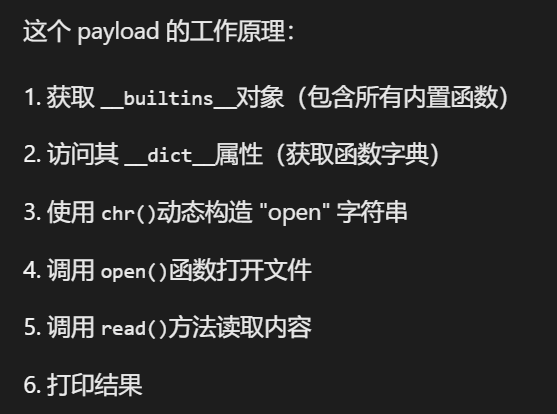 这个 payload 的工作原理：
1. 获取 __builtins__对象（包含所有内置函数）
2. 访问其 __dict__属性（获取函数字典）
3. 使用 chr()动态构造 "open" 字符串
4. 调用 open()函数打开文件
5. 调用 read()方法读取内容
6. 打印结果